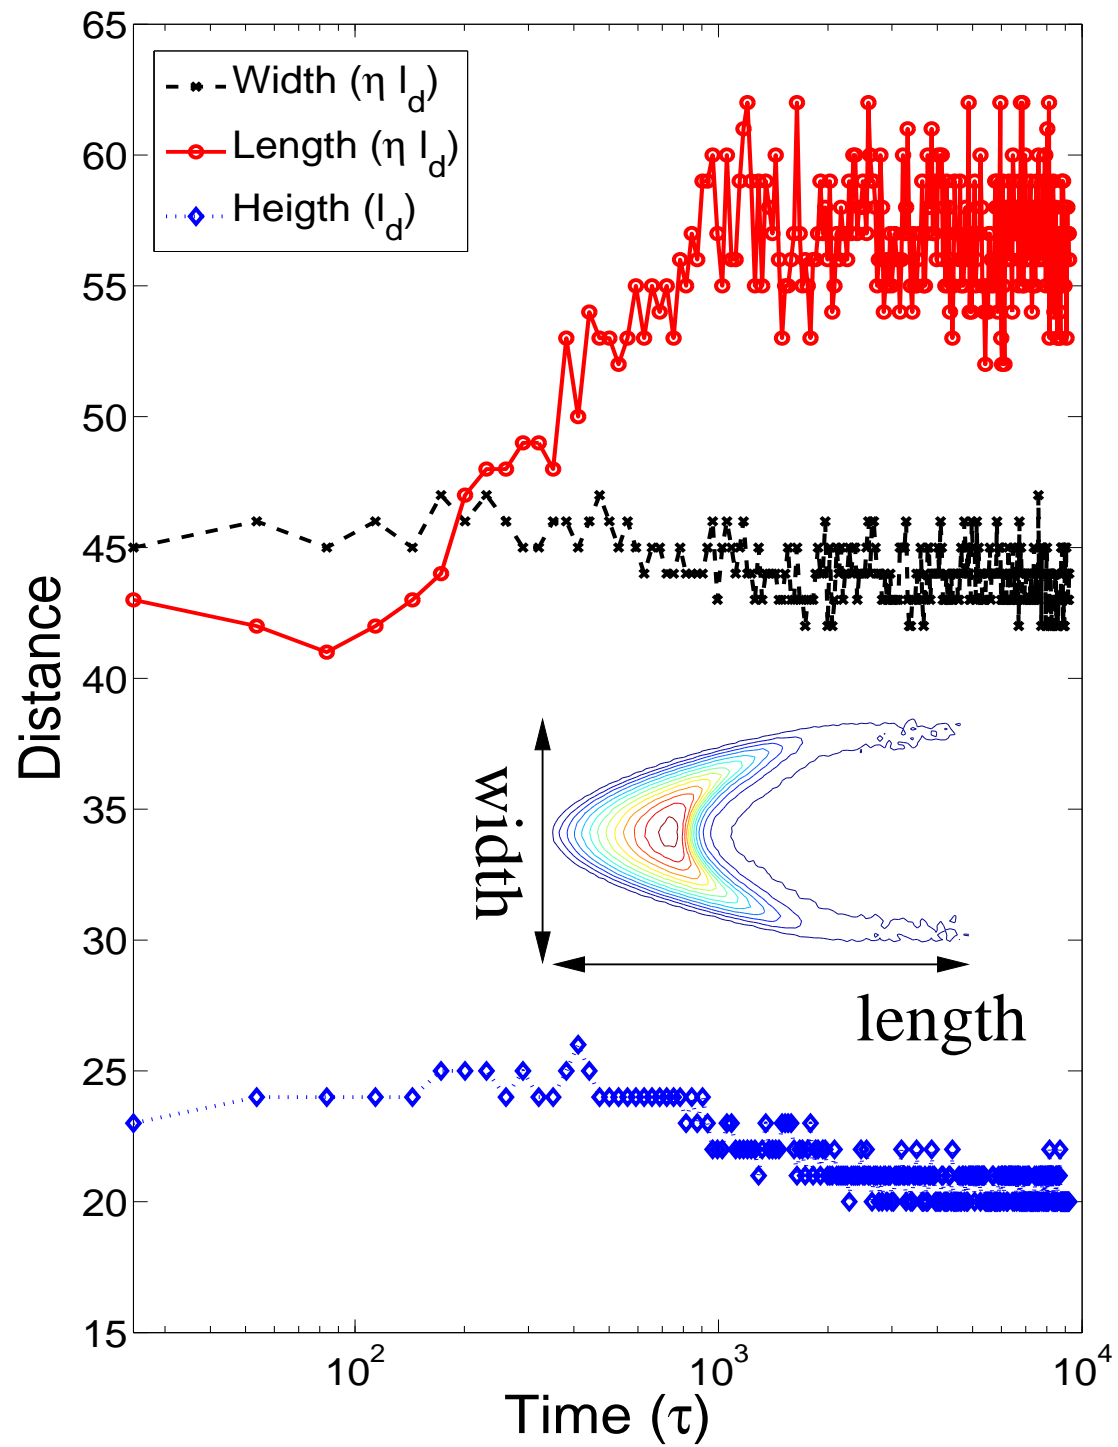 65
60
55
50
45
40
35
30
25
20
15
Distance
Width (η l_d)
Length (η l_d)
Heigth (l_d)
width
length
10^2
10^3
10^4
Time (τ)